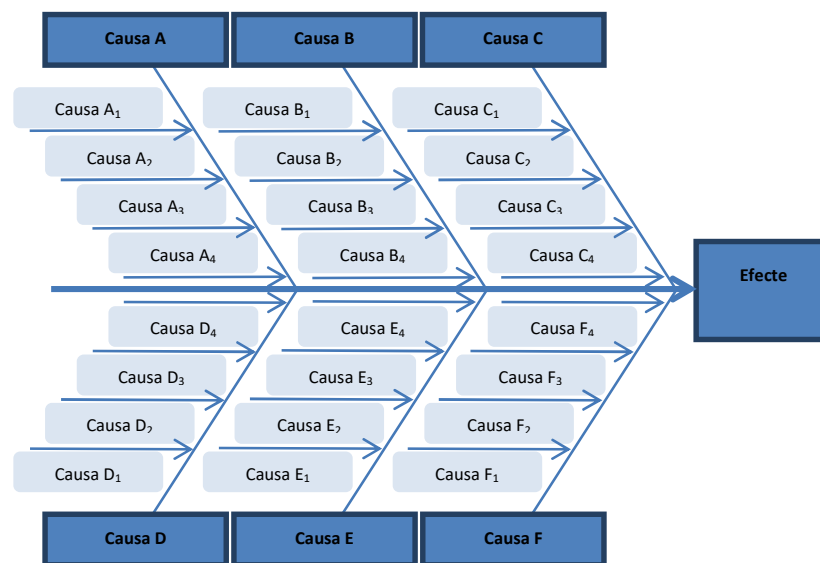 Causa A
Causa B
Causa C
Causa A₁
Causa B₁
Causa C₁
Causa A₂
Causa B₂
Causa C₂
Causa A₃
Causa B₃
Causa C₃
Causa A₄
Causa B₄
Causa C₄
Efecte
Causa D₄
Causa E₄
Causa F₄
Causa D₃
Causa E₃
Causa F₃
Causa D₂
Causa E₂
Causa F₂
Causa D₁
Causa E₁
Causa F₁
Causa D
Causa E
Causa F